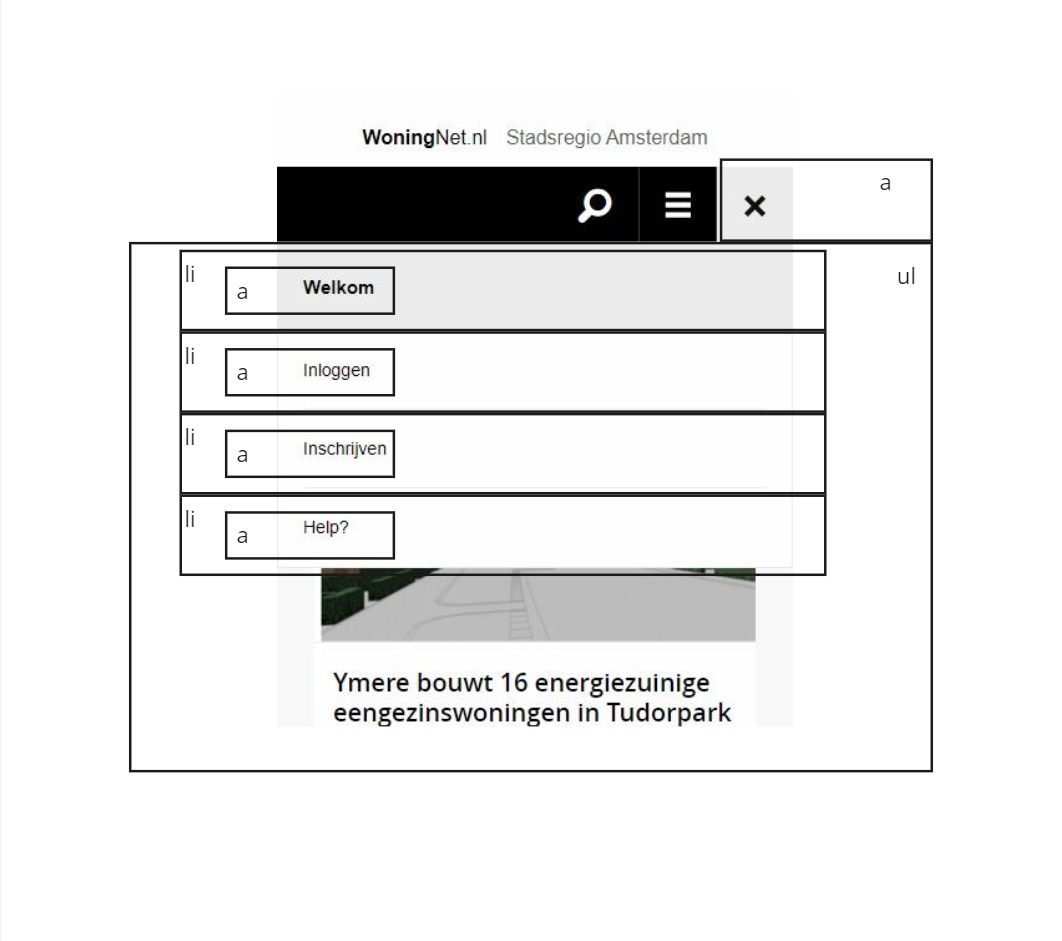 WoningNet.nl Stadsregio Amsterdam
a
ul
li
a Welkom
li
a Inloggen
li
a Inschrijven
li
a Help?
Ymere bouwt 16 energiezuinige
eengezinswoningen in Tudorpark